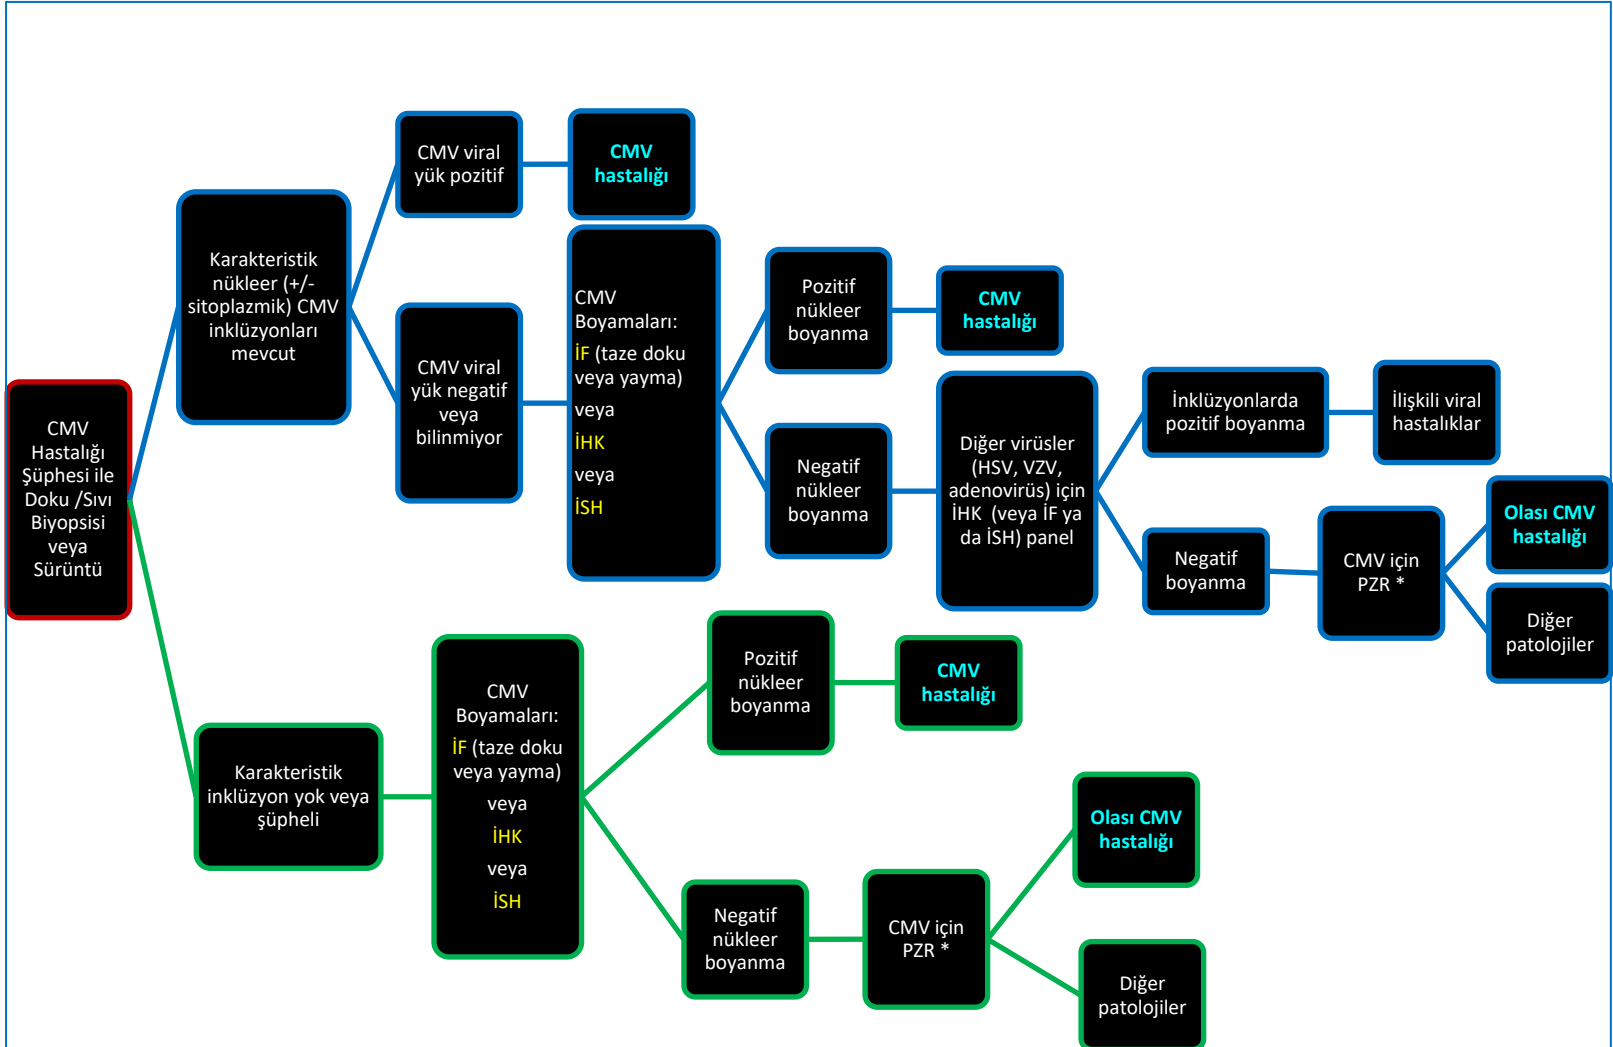 CMV
Hastalığı
Şüphesi ile
Doku /Sıvı
Biyopsisi
veya
Sürüntü
Karakteristik
nükleer (+/-
sitoplazmik) CMV
inklüzyonları
mevcut
CMV viral
yük pozitif
CMV
hastalığı
CMV viral
yük negatif
veya
bilinmiyor
CMV
Boyamaları:
İF (taze doku
veya yayma)
veya
İHK
veya
İSH
Pozitif
nükleer
boyanma
CMV
hastalığı
Negatif
nükleer
boyanma
Diğer virüsler
(HSV, VZV,
adenovirüs) için
İHK (veya İF ya
da İSH) panel
İnklüzyonlarda
pozitif boyanma
İlişkili viral
hastalıklar
Negatif
boyanma
CMV için
PZR *
Olası CMV
hastalığı
Diğer
patolojiler
Karakteristik
inklüzyon yok veya
şüpheli
CMV
Boyamaları:
İF (taze doku
veya yayma)
veya
İHK
veya
İSH
Pozitif
nükleer
boyanma
CMV
hastalığı
Negatif
nükleer
boyanma
CMV için
PZR *
Olası CMV
hastalığı
Diğer
patolojiler